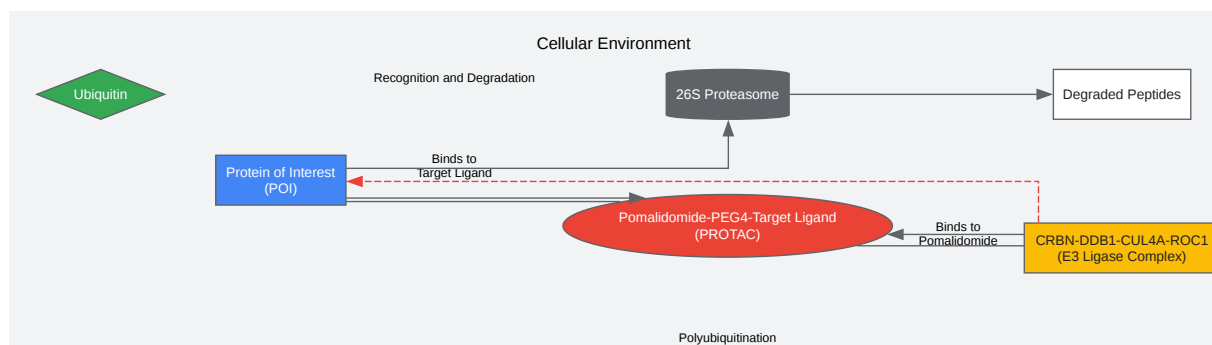 Cellular Environment
Recognition and Degradation
Ubiquitin
26S Proteasome
Degraded Peptides
Protein of Interest
(POI)
Binds to
Target Ligand
Pomalidomide-PEG4-Target Ligand
(PROTAC)
Binds to
Pomalidomide
CRBN-DDB1-CUL4A-ROC1
(E3 Ligase Complex)
Polyubiquitination